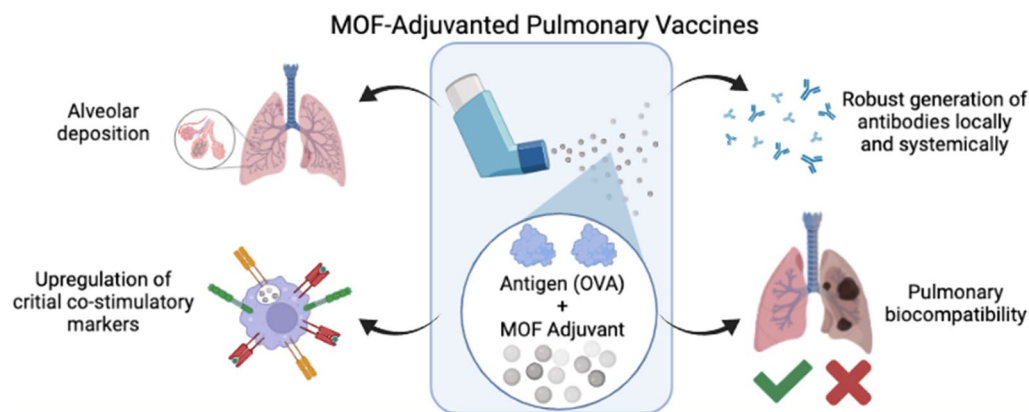 MOF-Adjuvanted Pulmonary Vaccines
Alveolar
deposition
Upregulation of
critial co-stimulatory
markers
Antigen (OVA)
+
MOF Adjuvant
Robust generation of
antibodies locally
and systemically
Pulmonary
biocompatibility